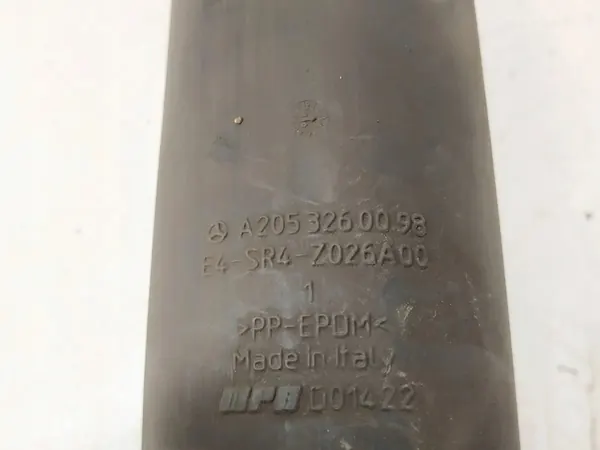 A205 326 00 98
E4-SR4-Z026A00
1
>PP-EPDM<
Made in Italy
D01422